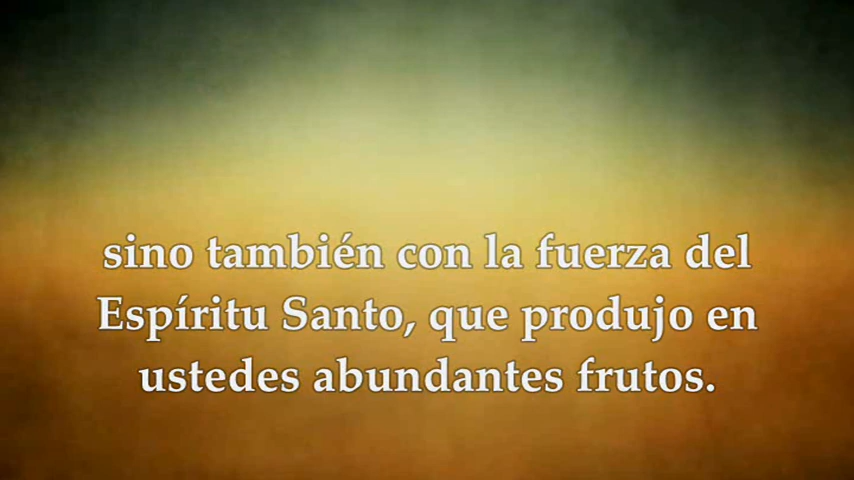 sino también con la fuerza del
Espíritu Santo, que produjo en
ustedes abundantes frutos.